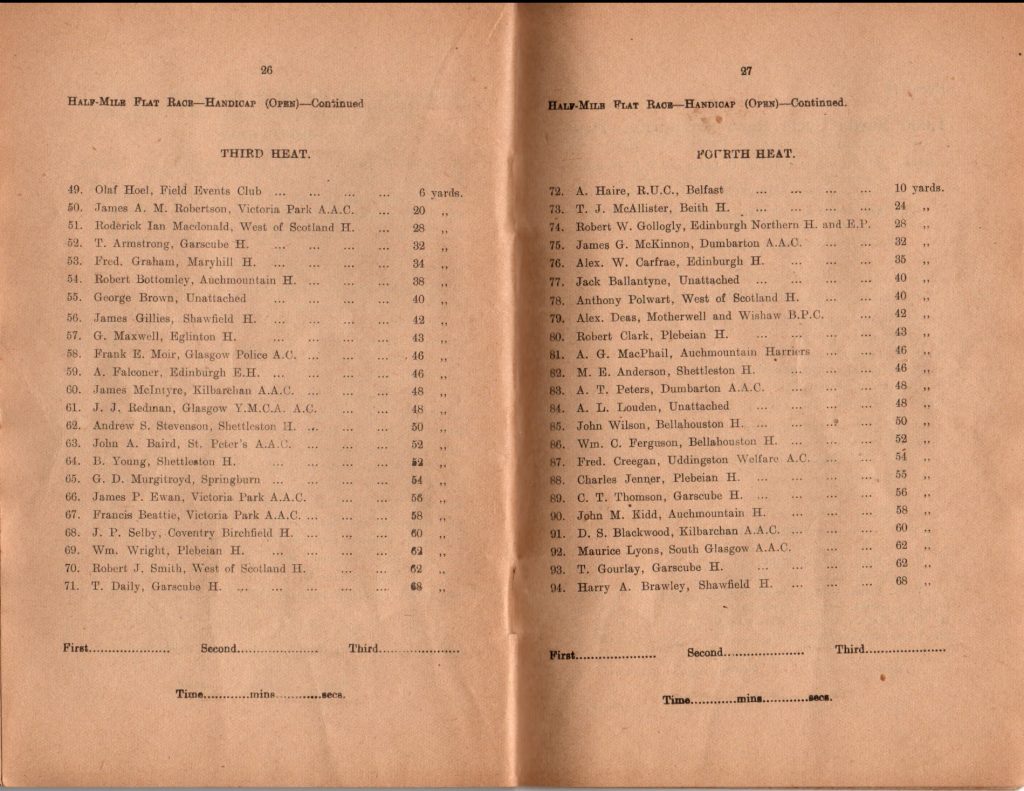 26
HALF-MILE FLAT RACE—HANDICAP (OPEN)—Continued
THIRD HEAT.
49. Olaf Hoel, Field Events Club ... ... ... ... 6 yards.
50. James A. M. Robertson, Victoria Park A.A.C. ... 20 ,,
51. Roderick Ian Macdonald, West of Scotland H. ... 28 ,,
52. T. Armstrong, Garscube H. ... ... ... ... 32 ,,
53. Fred. Graham, Maryhill H. ... ... ... ... 34 ,,
54. Robert Bottomley, Auchmountain H. ... ... ... 38 ,,
55. George Brown, Unattached ... ... ... ... 40 ,,
56. James Gillies, Shawfield H. ... ... ... ... 42 ,,
57. G. Maxwell, Eglinton H. ... ... ... ... 43 ,,
58. Frank E. Moir, Glasgow Police A.C. ... ... ... 46 ,,
59. A. Falconer, Edinburgh E.H. ... ... ... ... 46 ,,
60. James McIntyre, Kilbarchan A.A.C. ... ... ... 48 ,,
61. J. J. Redman, Glasgow Y.M.C.A. A.C. ... ... 48 ,,
62. Andrew S. Stevenson, Shettleston H. ... ... ... 50 ,,
63. John A. Baird, St. Peter's A.A.C. ... ... ... 52 ,,
64. B. Young, Shettleston H. ... ... ... ... 52 ,,
65. G. D. Murgitroyd, Springburn ... ... ... ... 54 ,,
66. James P. Ewan, Victoria Park A.A.C. ... ... 56 ,,
67. Francis Beattie, Victoria Park A.A.C. ... ... ... 58 ,,
68. J. P. Selby, Coventry Birchfield H. ... ... ... 60 ,,
69. Wm. Wright, Plebeian H. ... ... ... ... 62 ,,
70. Robert J. Smith, West of Scotland H. ... ... 62 ,,
71. T. Daily, Garscube H. ... ... ... ... ... 68 ,,
First.................... Second.................... Third....................
Time............mins............secs.
27
HALF-MILE FLAT RACE—HANDICAP (OPEN)—Continued.
FOURTH HEAT.
72. A. Haire, R.U.C., Belfast ... ... ... ... 10 yards.
73. T. J. McAllister, Beith H. ... ... ... ... 24 ,,
74. Robert W. Gollogly, Edinburgh Northern H. and E.P. 28 ,,
75. James G. McKinnon, Dumbarton A.A.C. ... ... 32 ,,
76. Alex. W. Carfrae, Edinburgh H. ... ... ... 35 ,,
77. Jack Ballantyne, Unattached ... ... ... ... 40 ,,
78. Anthony Polwart, West of Scotland H. ... ... 40 ,,
79. Alex. Deas, Motherwell and Wishaw B.P.C. ... 42 ,,
80. Robert Clark, Plebeian H. ... ... ... ... 43 ,,
81. A. G. MacPhail, Auchmountain Harriers ... ... 46 ,,
82. M. E. Anderson, Shettleston H. ... ... ... 46 ,,
83. A. T. Peters, Dumbarton A.A.C. ... ... ... 48 ,,
84. A. L. Louden, Unattached ... ... ... ... 48 ,,
85. John Wilson, Bellahouston H. ... ... ... ... 50 ,,
86. Wm. C. Ferguson, Bellahouston H. ... ... ... 52 ,,
87. Fred. Creegan, Uddingston Welfare A.C. ... ... 54 ,,
88. Charles Jenner, Plebeian H. ... ... ... ... 55 ,,
89. C. T. Thomson, Garscube H. ... ... ... ... 56 ,,
90. John M. Kidd, Auchmountain H. ... ... ... 58 ,,
91. D. S. Blackwood, Kilbarchan A.A.C. ... ... ... 60 ,,
92. Maurice Lyons, South Glasgow A.A.C. ... ... 62 ,,
93. T. Gourlay, Garscube H. ... ... ... ... 62 ,,
94. Harry A. Brawley, Shawfield H. ... ... ... 68 ,,
First.................... Second.................... Third....................
Time............mins............secs.